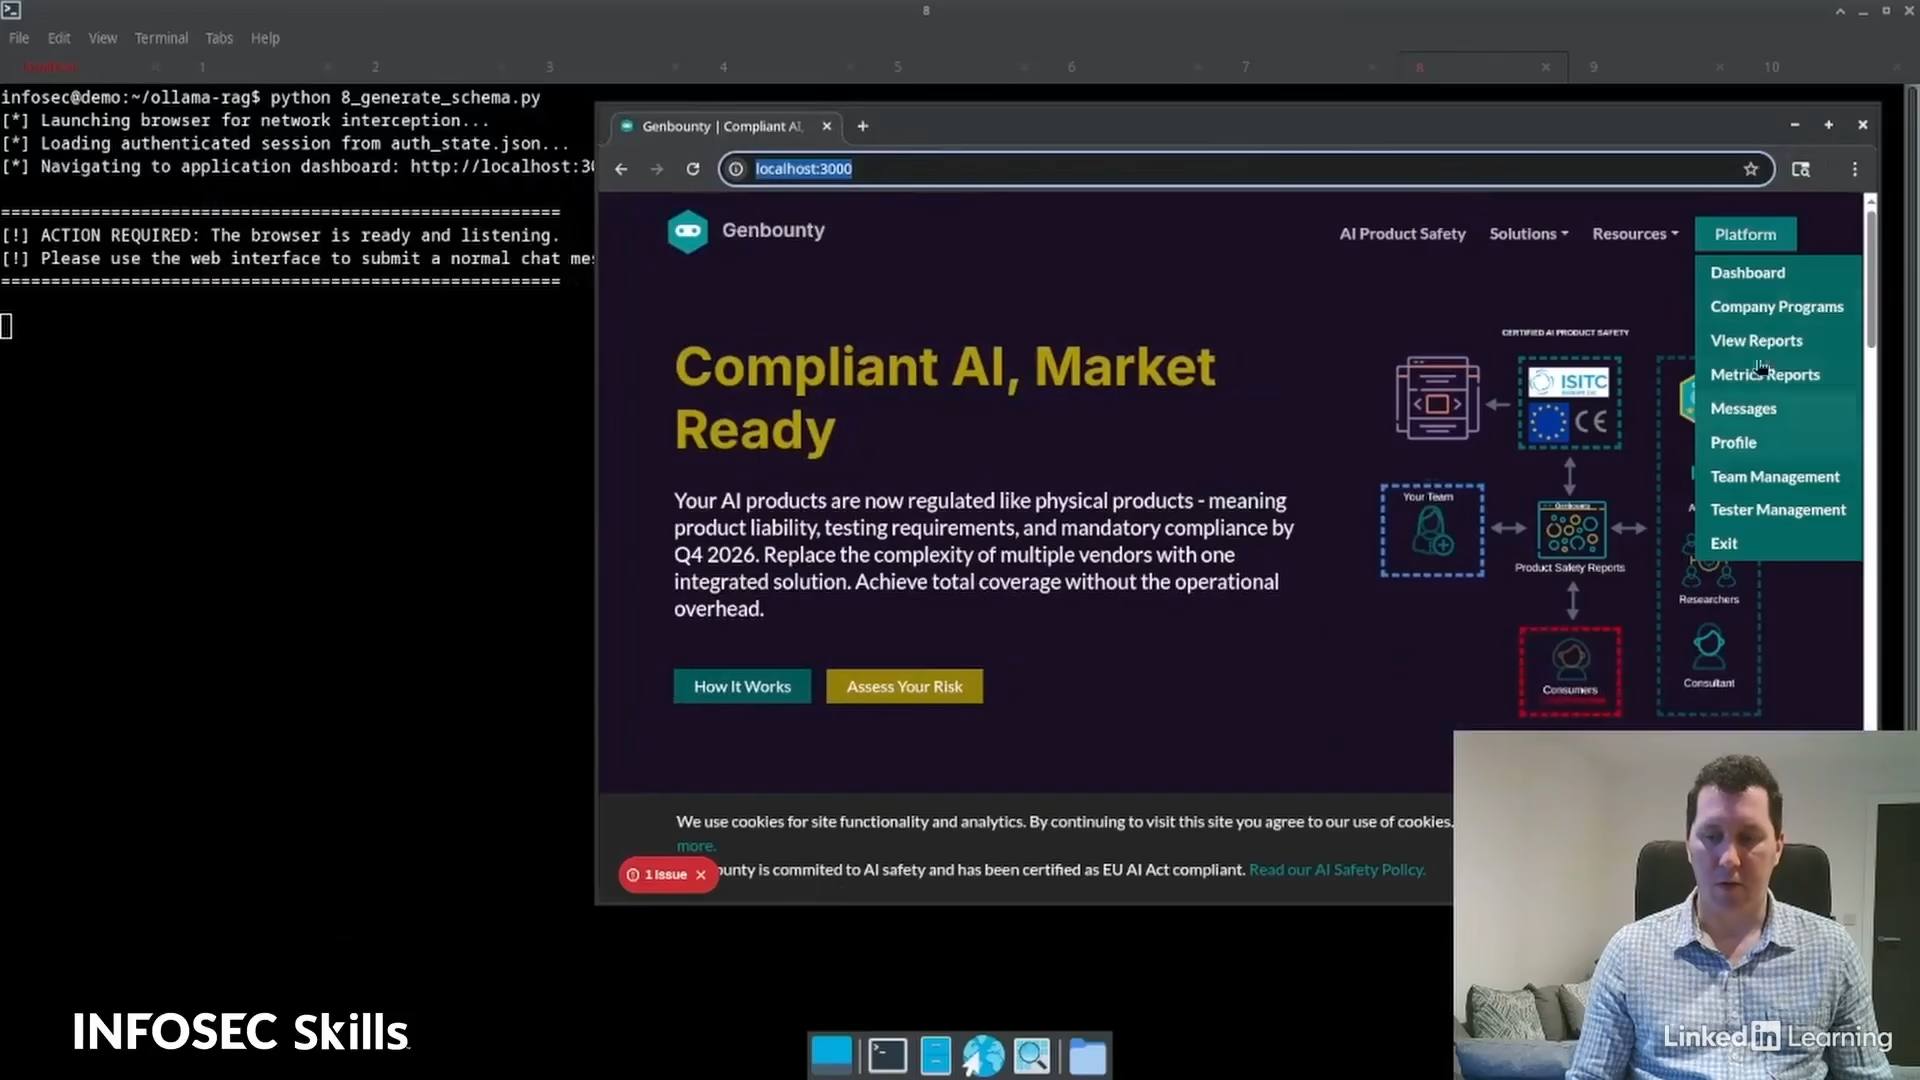 8
File Edit View Terminal Tabs Help
1 2 3 4 5 6 7 8 9 10
infosec@demo:~/ollama-rag$ python 8_generate_schema.py
[*] Launching browser for network interception...
[*] Loading authenticated session from auth_state.json...
[*] Navigating to application dashboard: http://localhost:30
======================================================
[!] ACTION REQUIRED: The browser is ready and listening.
[!] Please use the web interface to submit a normal chat mes
======================================================
Genbounty | Compliant AI,
localhost:3000
Genbounty
AI Product Safety
Solutions
Resources
Platform
Dashboard
Company Programs
View Reports
Metrics Reports
Messages
Profile
Team Management
Tester Management
Exit
Compliant AI, Market
Ready
Your AI products are now regulated like physical products - meaning
product liability, testing requirements, and mandatory compliance by
Q4 2026. Replace the complexity of multiple vendors with one
integrated solution. Achieve total coverage without the operational
overhead.
How It Works
Assess Your Risk
CERTIFIED AI PRODUCT SAFETY
ISITC
CE
Your Team
Genbounty
Product Safety Reports
Researchers
Consumers
Consultant
We use cookies for site functionality and analytics. By continuing to visit this site you agree to our use of cookies.
more.
ounty is commited to AI safety and has been certified as EU AI Act compliant. Read our AI Safety Policy.
1 Issue
INFOSEC Skills
LinkedIn Learning